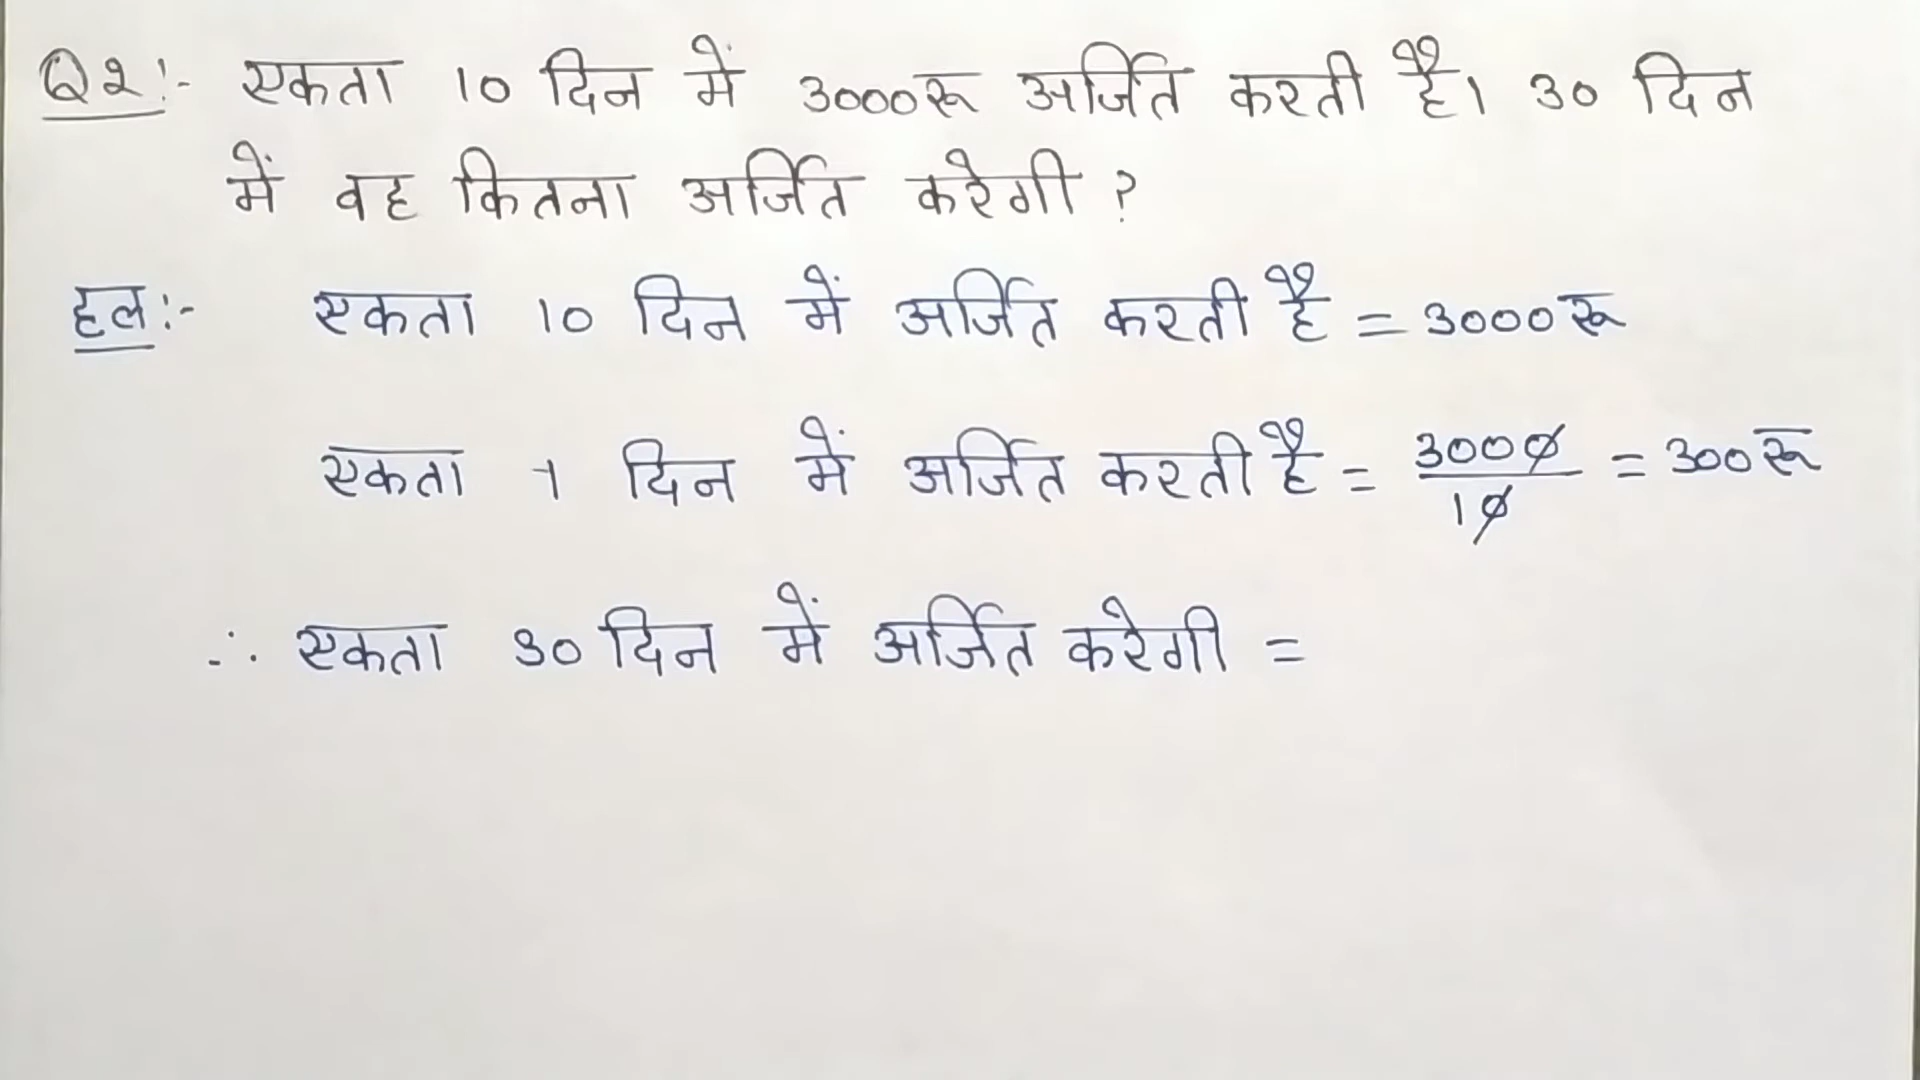 Q2:- एकता 10 दिन में 3000रू अर्जित करती है। 30 दिन
में वह कितना अर्जित करेगी ?
हल:- एकता 10 दिन में अर्जित करती है = 3000रू
एकता 1 दिन में अर्जित करती है = 3000/10 = 300रू
∴ एकता 30 दिन में अर्जित करेगी =